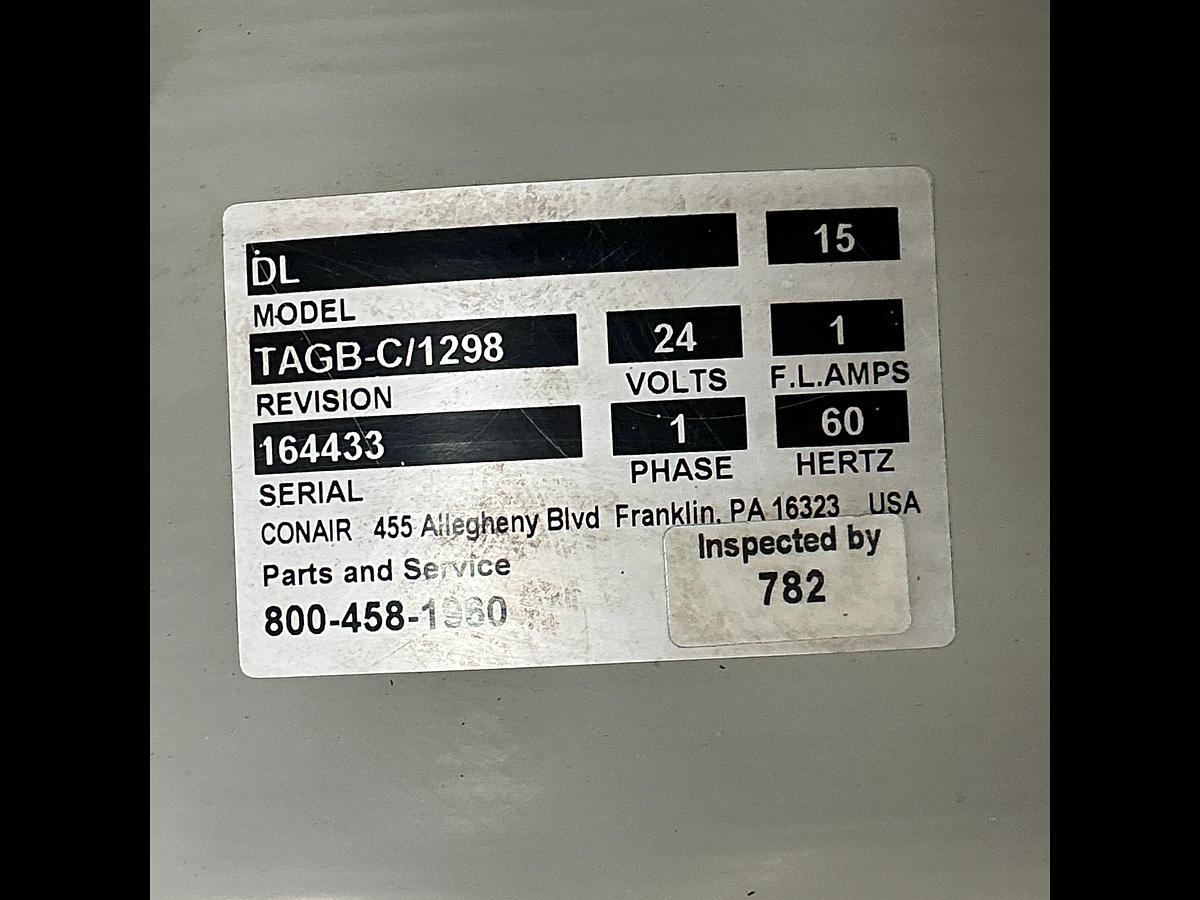 DL 15
MODEL
TAGB-C/1298 24 1
REVISION VOLTS F.L.AMPS
164433 1 60
SERIAL PHASE HERTZ
CONAIR 455 Allegheny Blvd Franklin, PA 16323 USA
Parts and Service
800-458-1960
Inspected by
782